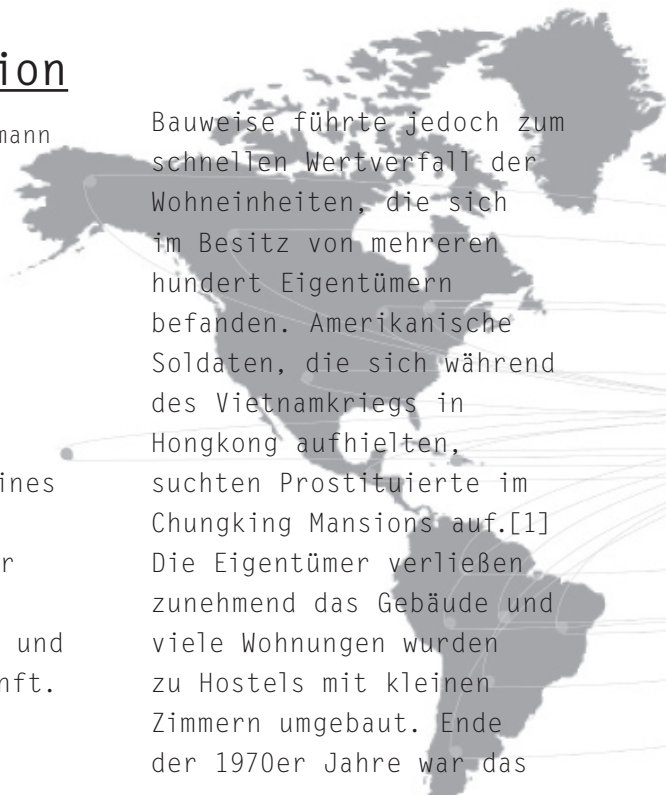 ion
mann
ines
r
und
nft.
Bauweise führte jedoch zum
schnellen Wertverfall der
Wohneinheiten, die sich
im Besitz von mehreren
hundert Eigentümern
befanden. Amerikanische
Soldaten, die sich während
des Vietnamkriegs in
Hongkong aufhielten,
suchten Prostituierte im
Chungking Mansions auf.[1]
Die Eigentümer verließen
zunehmend das Gebäude und
viele Wohnungen wurden
zu Hostels mit kleinen
Zimmern umgebaut. Ende
der 1970er Jahre war das